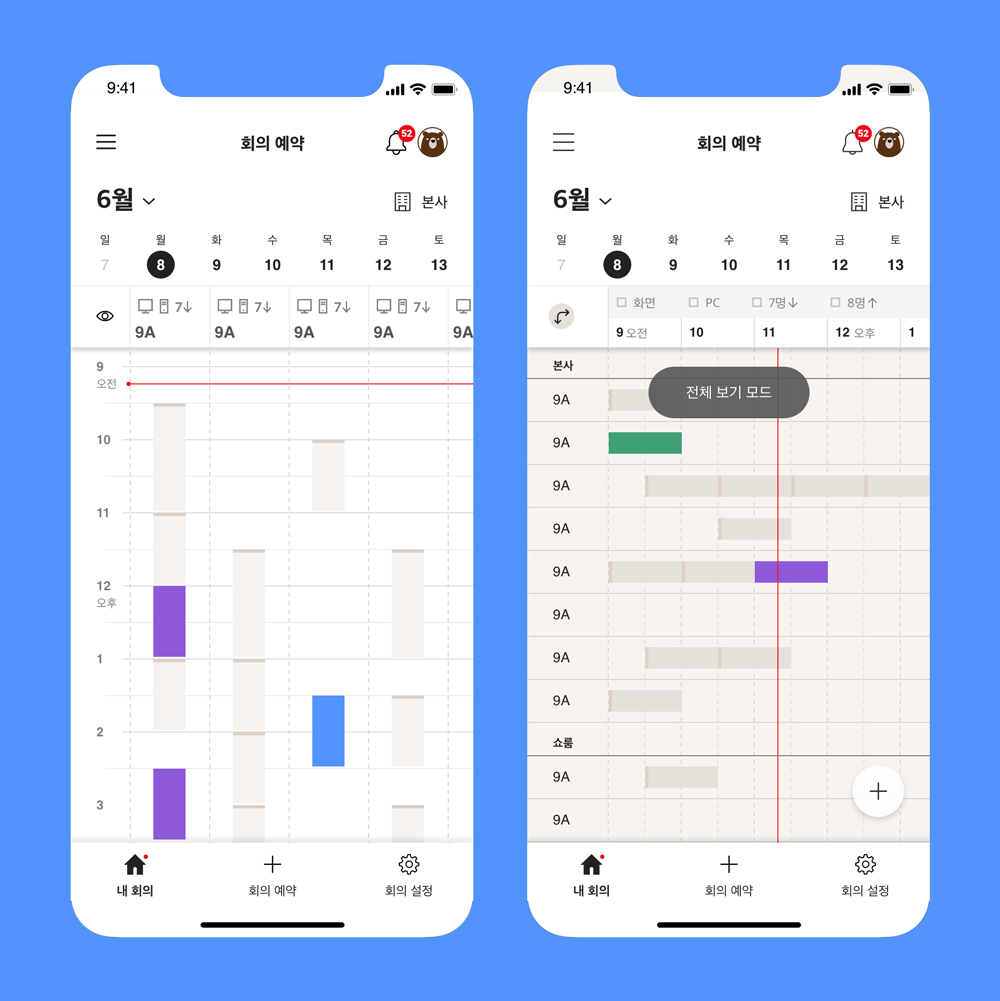 9:41
회의 예약
52
6월
본사
일 월 화 수 목 금 토
7 8 9 10 11 12 13
7↓ 7↓ 7↓ 7↓
9A 9A 9A 9A 9A
9
오전
10
11
12
오후
1
2
3
내 회의 회의 예약 회의 설정
9:41
회의 예약
52
6월
본사
일 월 화 수 목 금 토
7 8 9 10 11 12 13
화면 PC 7명↓ 8명↑
9 오전 10 11 12 오후 1
본사
전체 보기 모드
9A
9A
9A
9A
9A
9A
9A
9A
쇼룸
9A
9A
내 회의 회의 예약 회의 설정